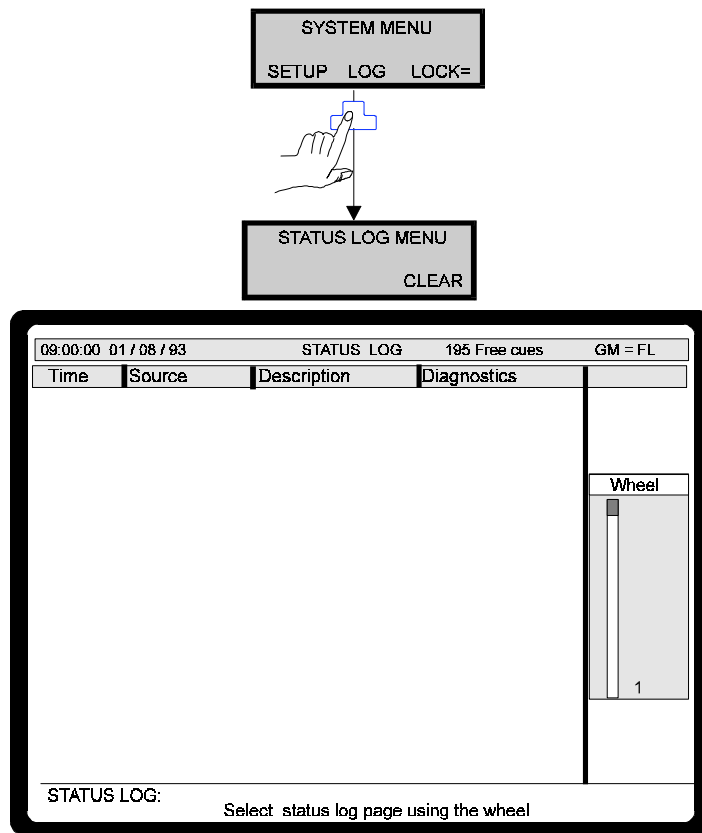 SYSTEM MENU
SETUP LOG LOCK=
STATUS LOG MENU
CLEAR
09:00:00 01 / 08 / 93 STATUS LOG 195 Free cues GM = FL
Time Source Description Diagnostics
Wheel
1
STATUS LOG:
Select status log page using the wheel